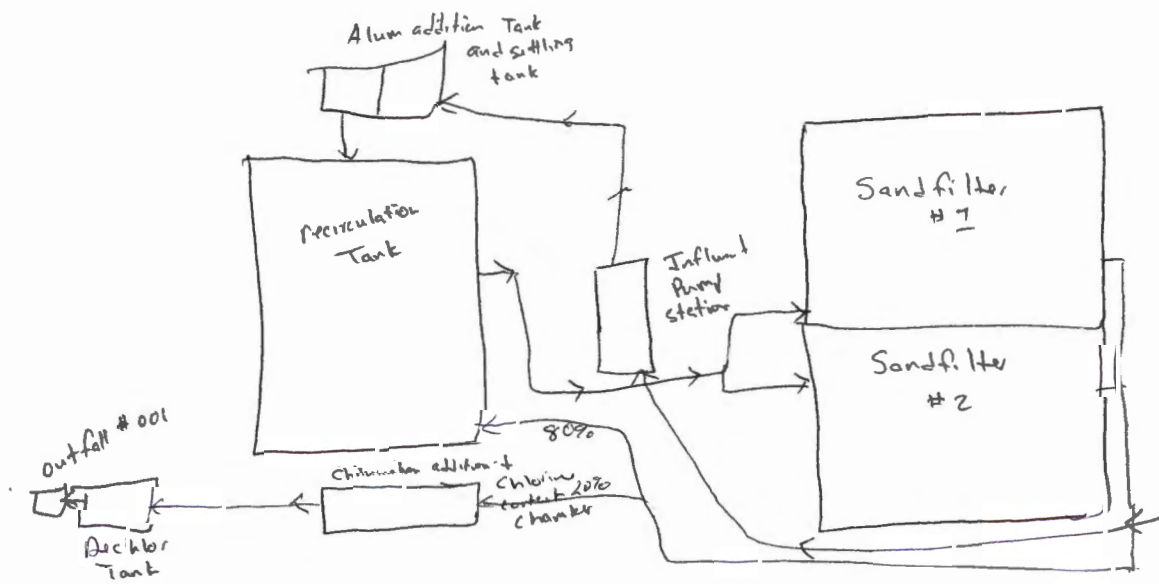 Alum addition Tank
and settling
tank
recirculation
Tank
Influent
Pump
station
Sandfilter
# 1
Sandfilter
# 2
80%
outfall # 001
addition +
Chlorine
20%
Chamber
Dechlor
Tank